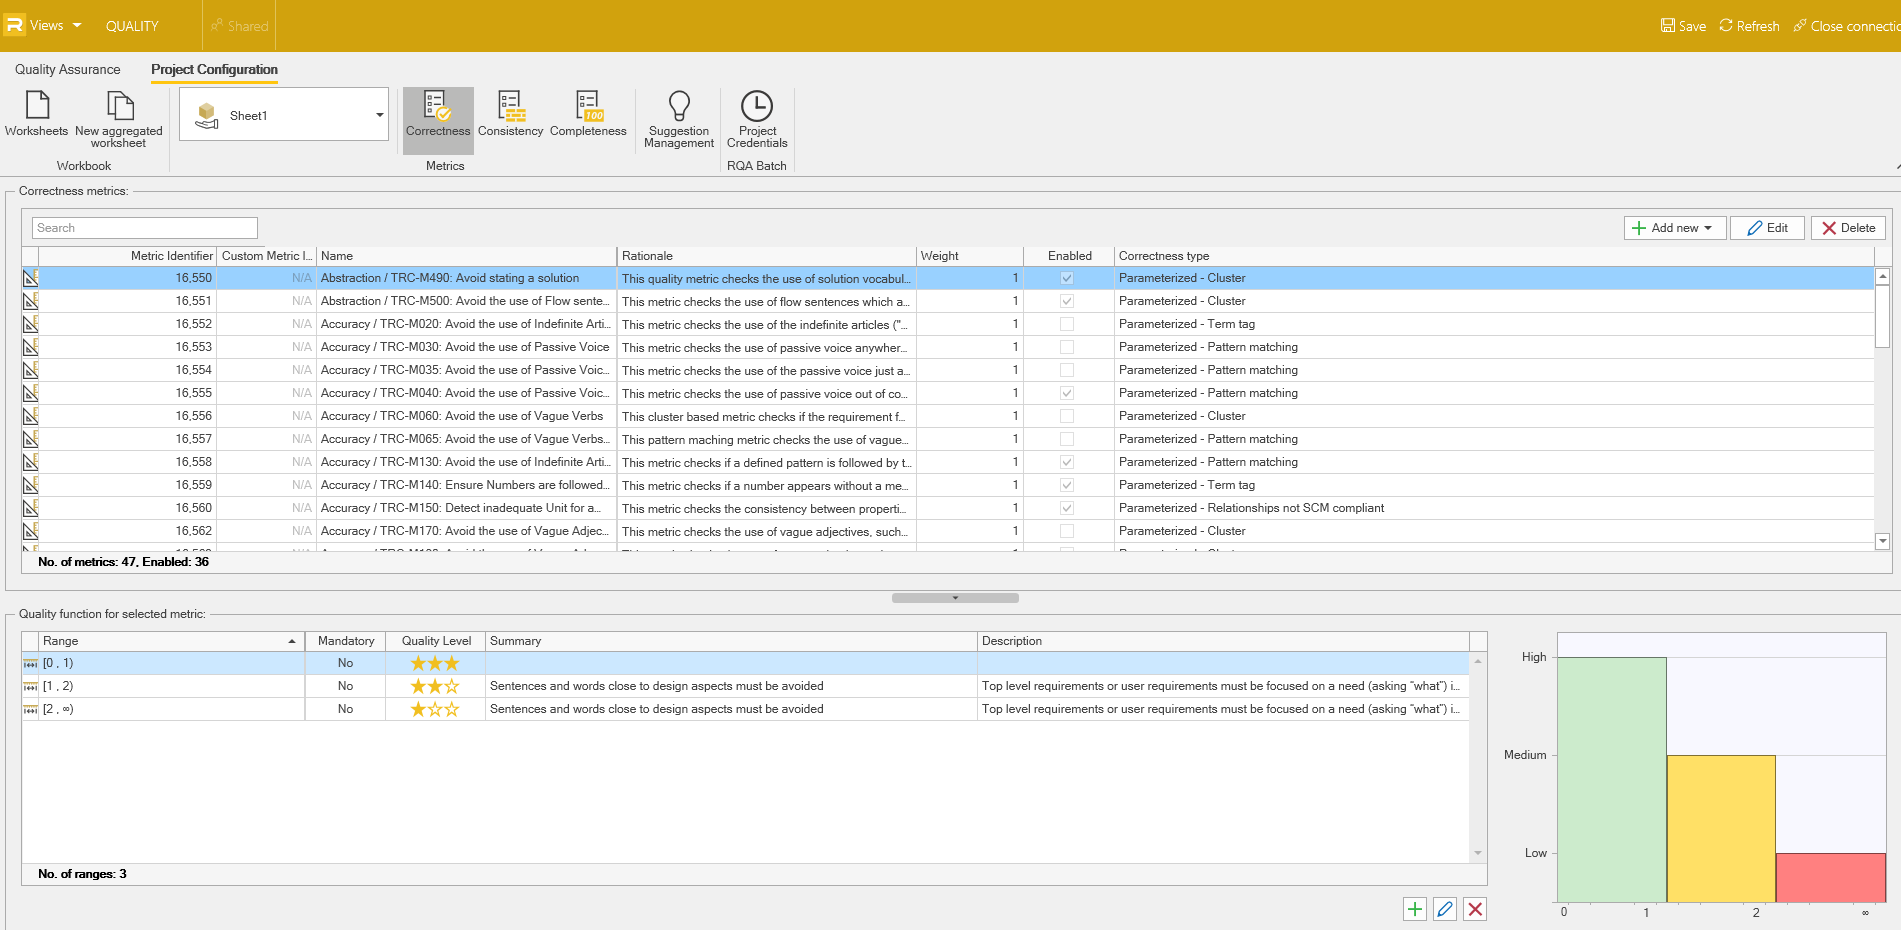 R Views QUALITY Shared Save Refresh Close connectic
Quality Assurance Project Configuration
Worksheets
New aggregated
worksheet
Workbook
Sheet1
Correctness
Consistency
100
Completeness
Metrics
Suggestion
Management
Project
Credentials
RQA Batch
Correctness metrics:
Search
Add new Edit Delete
Metric Identifier Custom Metric I... Name Rationale Weight Enabled Correctness type
16,550 N/A Abstraction / TRC-M490: Avoid stating a solution This quality metric checks the use of solution vocabul... 1 Parameterized - Cluster
16,551 N/A Abstraction / TRC-M500: Avoid the use of Flow sente... This metric checks the use of flow sentences which a... 1 Parameterized - Cluster
16,552 N/A Accuracy / TRC-M020: Avoid the use of Indefinite Arti... This metric checks the use of the indefinite articles ("... 1 Parameterized - Term tag
16,553 N/A Accuracy / TRC-M030: Avoid the use of Passive Voice This metric checks the use of passive voice anywher... 1 Parameterized - Pattern matching
16,554 N/A Accuracy / TRC-M035: Avoid the use of Passive Voic... This metric checks the use of the passive voice just a... 1 Parameterized - Pattern matching
16,555 N/A Accuracy / TRC-M040: Avoid the use of Passive Voic... This metric checks the use of passive voice out of co... 1 Parameterized - Pattern matching
16,556 N/A Accuracy / TRC-M060: Avoid the use of Vague Verbs This cluster based metric checks if the requirement f... 1 Parameterized - Cluster
16,557 N/A Accuracy / TRC-M065: Avoid the use of Vague Verbs... This pattern maching metric checks the use of vague... 1 Parameterized - Pattern matching
16,558 N/A Accuracy / TRC-M130: Avoid the use of Indefinite Arti... This metric checks if a defined pattern is followed by t... 1 Parameterized - Pattern matching
16,559 N/A Accuracy / TRC-M140: Ensure Numbers are followed... This metric checks if a number appears without a me... 1 Parameterized - Term tag
16,560 N/A Accuracy / TRC-M150: Detect inadequate Unit for a... This metric checks the consistency between properti... 1 Parameterized - Relationships not SCM compliant
16,562 N/A Accuracy / TRC-M170: Avoid the use of Vague Adjec... This metric checks the use of vague adjectives, such... 1 Parameterized - Cluster
No. of metrics: 47, Enabled: 36
Quality function for selected metric:
Range Mandatory Quality Level Summary Description
[0 , 1) No
[1 , 2) No Sentences and words close to design aspects must be avoided Top level requirements or user requirements must be focused on a need (asking "what") i...
[2 , ∞) No Sentences and words close to design aspects must be avoided Top level requirements or user requirements must be focused on a need (asking "what") i...
No. of ranges: 3
High
Medium
Low
0 1 2 ∞